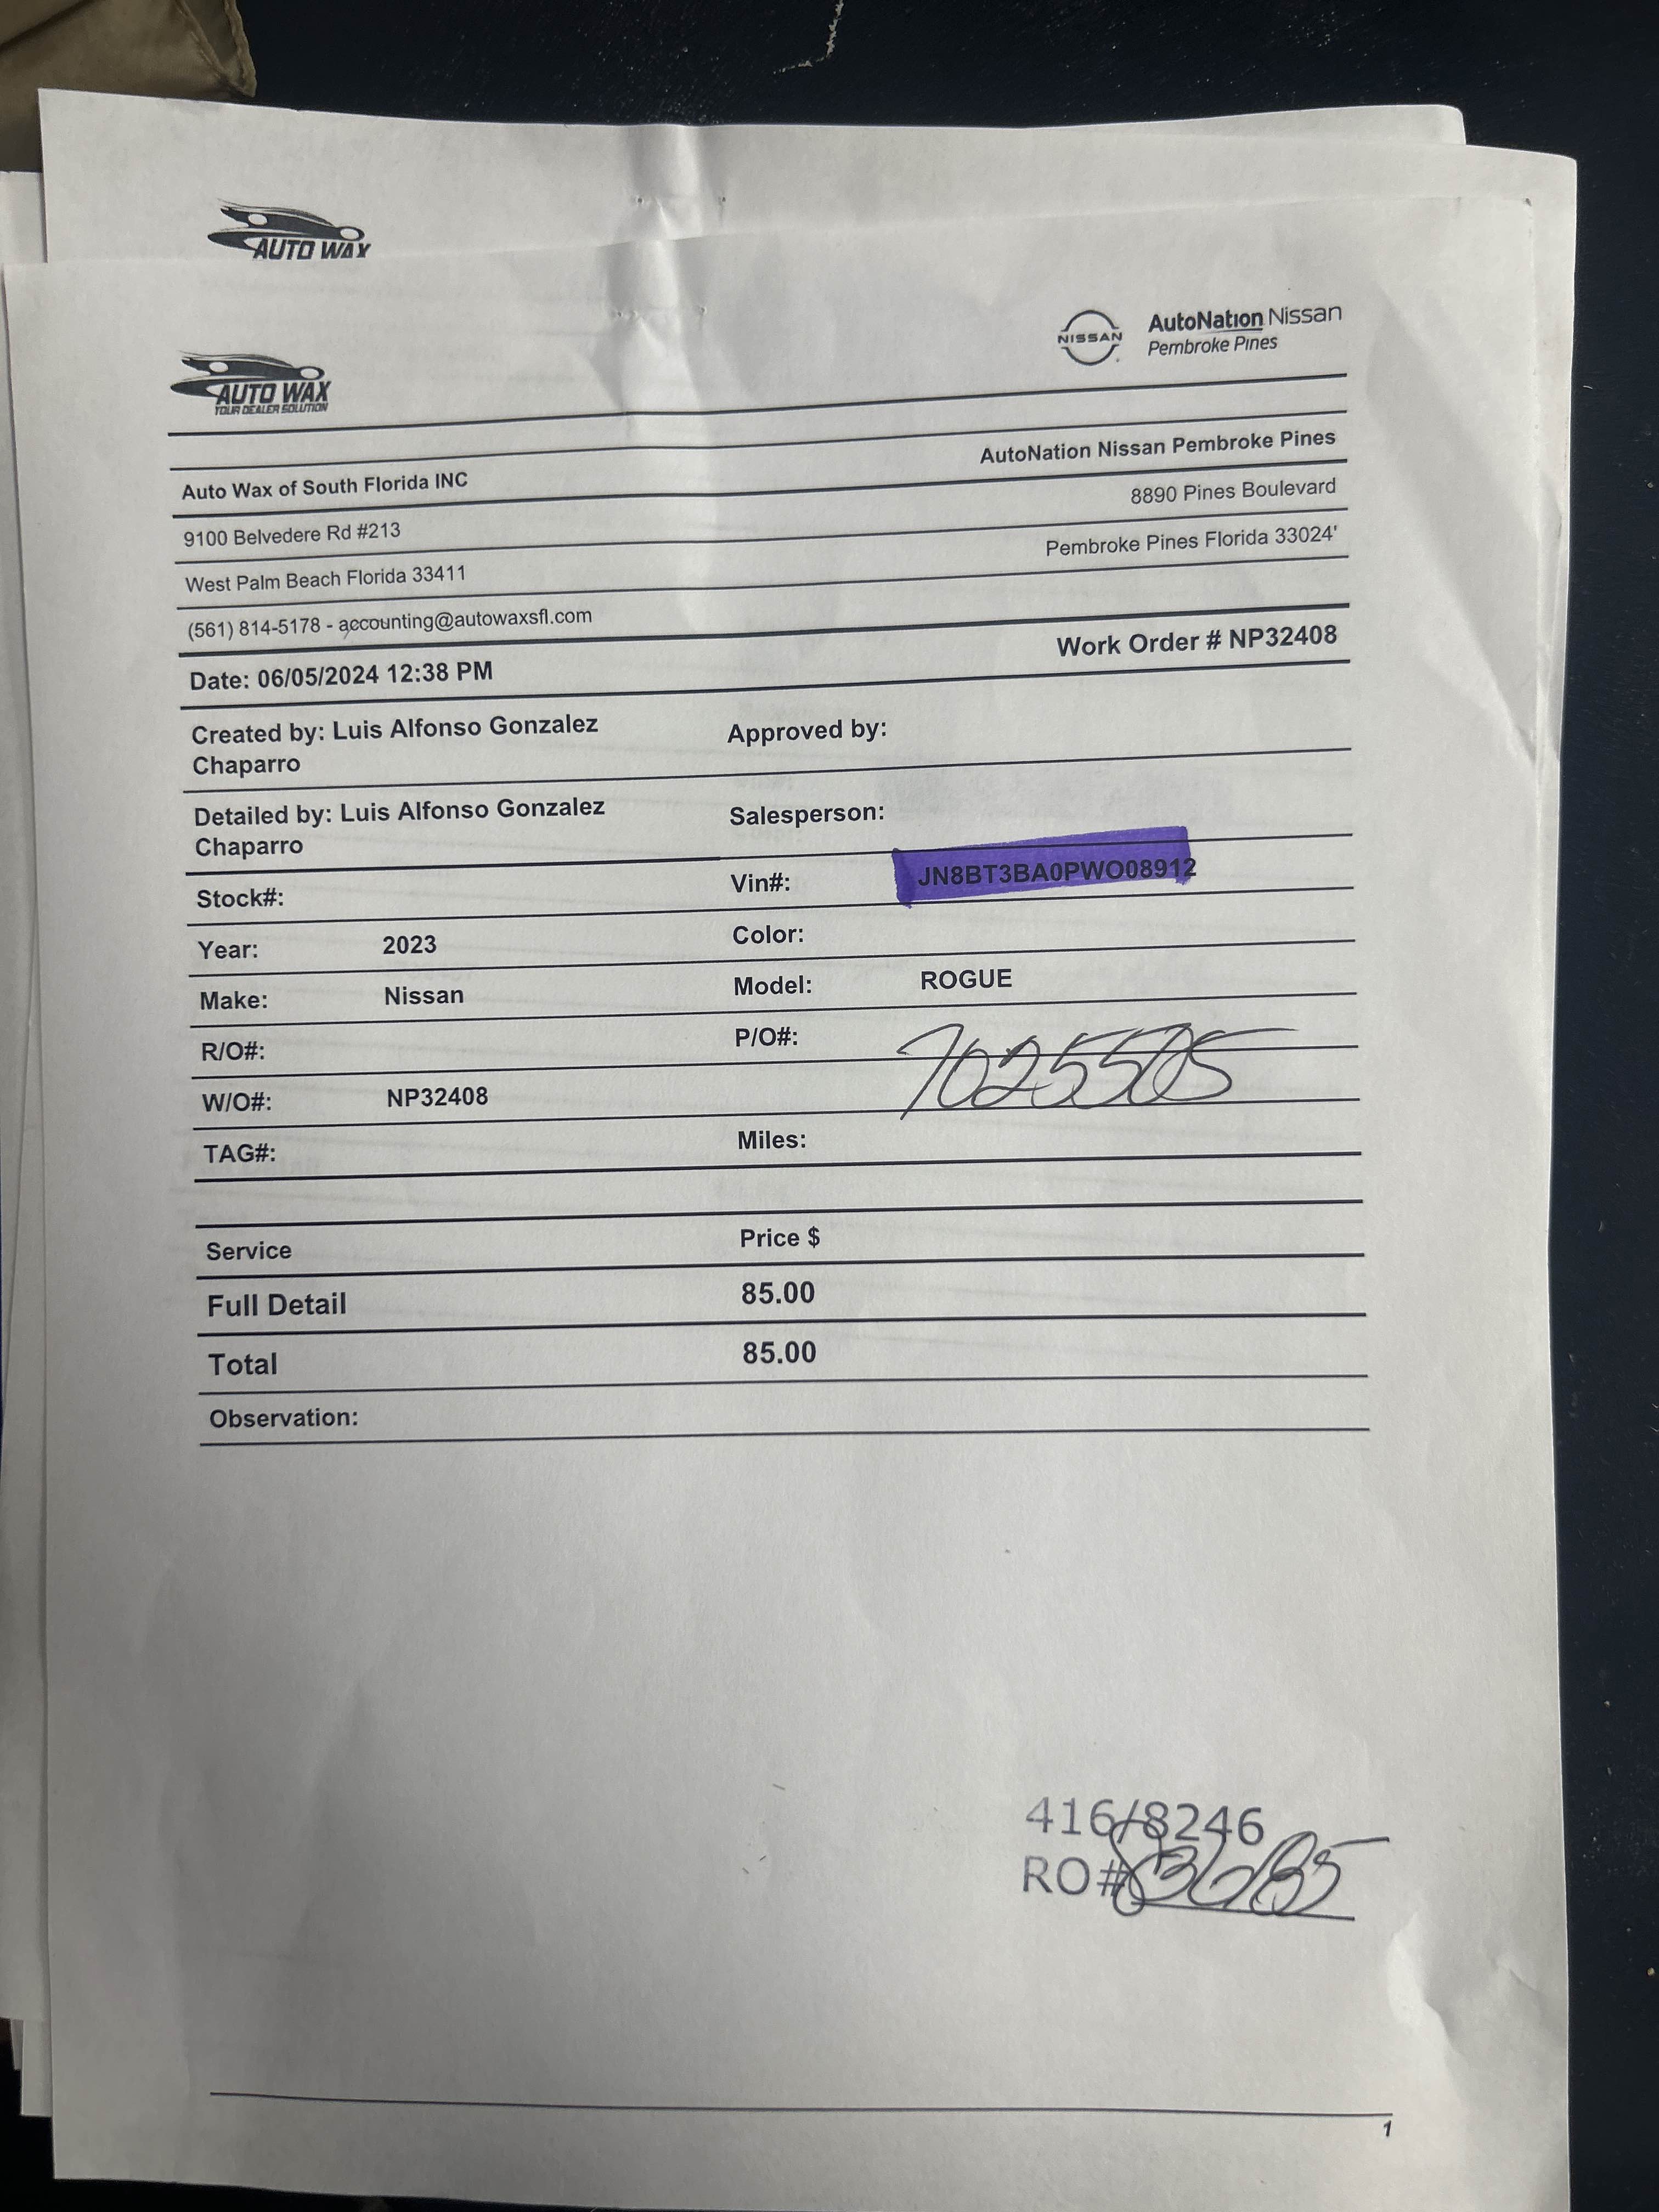 AUTO WAX
NISSAN
AutoNation Nissan
Pembroke Pines
AUTO WAX
YOUR DEALER SOLUTION
Auto Wax of South Florida INC
AutoNation Nissan Pembroke Pines
9100 Belvedere Rd #213
8890 Pines Boulevard
West Palm Beach Florida 33411
Pembroke Pines Florida 33024'
(561) 814-5178 - accounting@autowaxsfl.com
Date: 06/05/2024 12:38 PM
Work Order # NP32408
Created by: Luis Alfonso Gonzalez
Chaparro
Approved by:
Detailed by: Luis Alfonso Gonzalez
Chaparro
Salesperson:
Stock#:
Vin#: JN8BT3BA0PWO08912
Year: 2023
Color:
Make: Nissan
Model: ROGUE
R/O#:
P/O#: 7025505
W/O#: NP32408
TAG#:
Miles:
Service Price $
Full Detail 85.00
Total 85.00
Observation:
416/8246
RO#
1